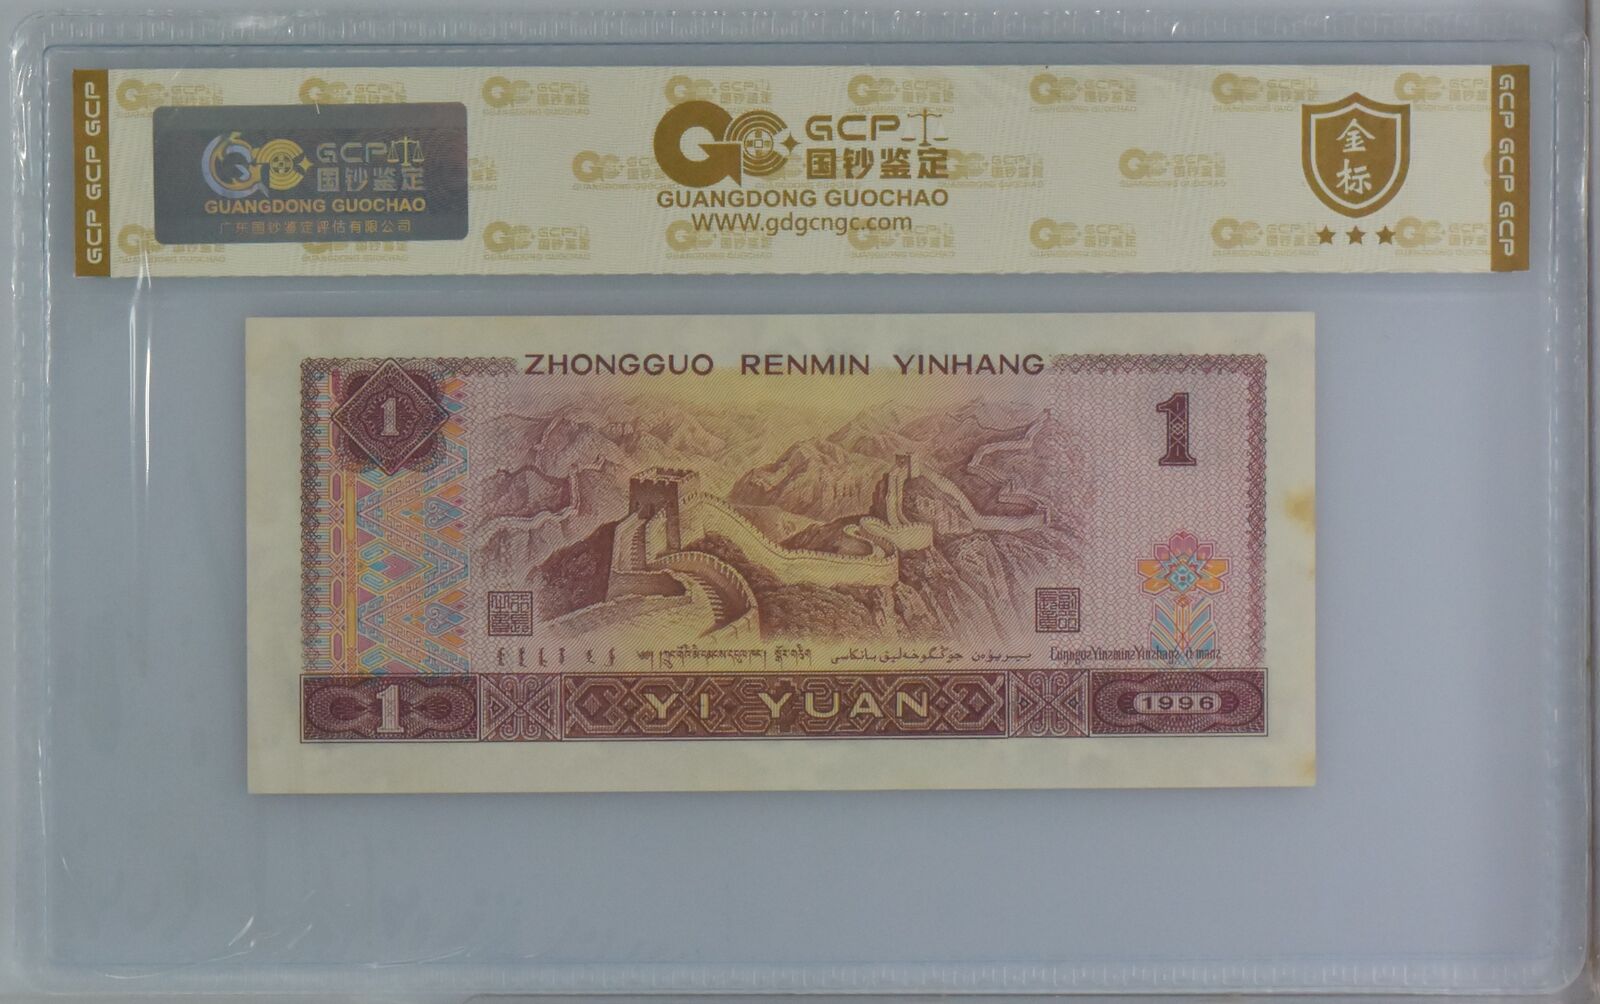 GCP GCP GCP
GCP
国钞鉴定
GUANGDONG GUOCHAO
广东国钞鉴定评估有限公司
GCP
国钞鉴定
GUANGDONG GUOCHAO
WWW.gdgcngc.com
金标
GCP GCP GCP
ZHONGGUO RENMIN YINHANG
1
1
1 YI YUAN 1996